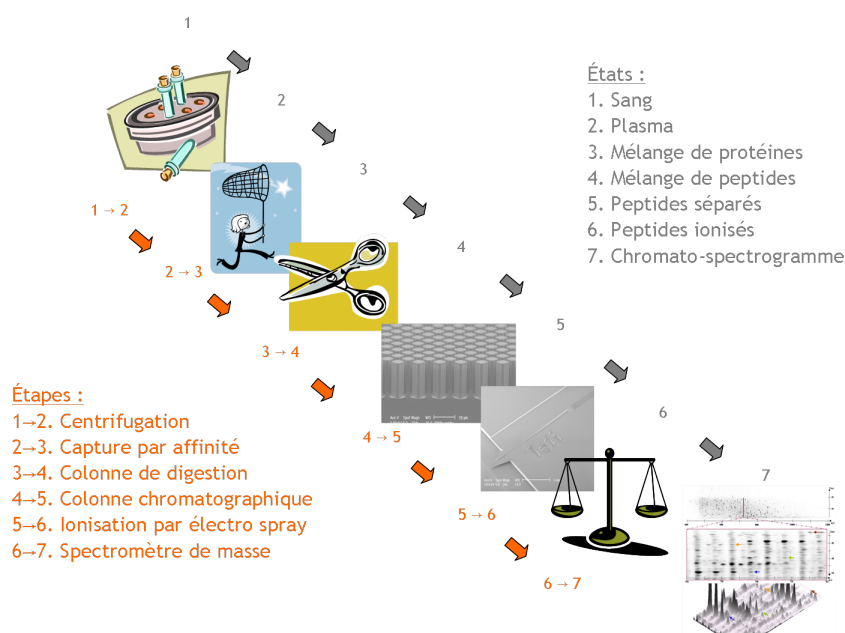 1
2
3
4
5
6
7
États :
1. Sang
2. Plasma
3. Mélange de protéines
4. Mélange de peptides
5. Peptides séparés
6. Peptides ionisés
7. Chromato-spectrogramme
1 → 2
2 → 3
3 → 4
4 → 5
5 → 6
6 → 7
Étapes :
1→2. Centrifugation
2→3. Capture par affinité
3→4. Colonne de digestion
4→5. Colonne chromatographique
5→6. Ionisation par électro spray
6→7. Spectromètre de masse